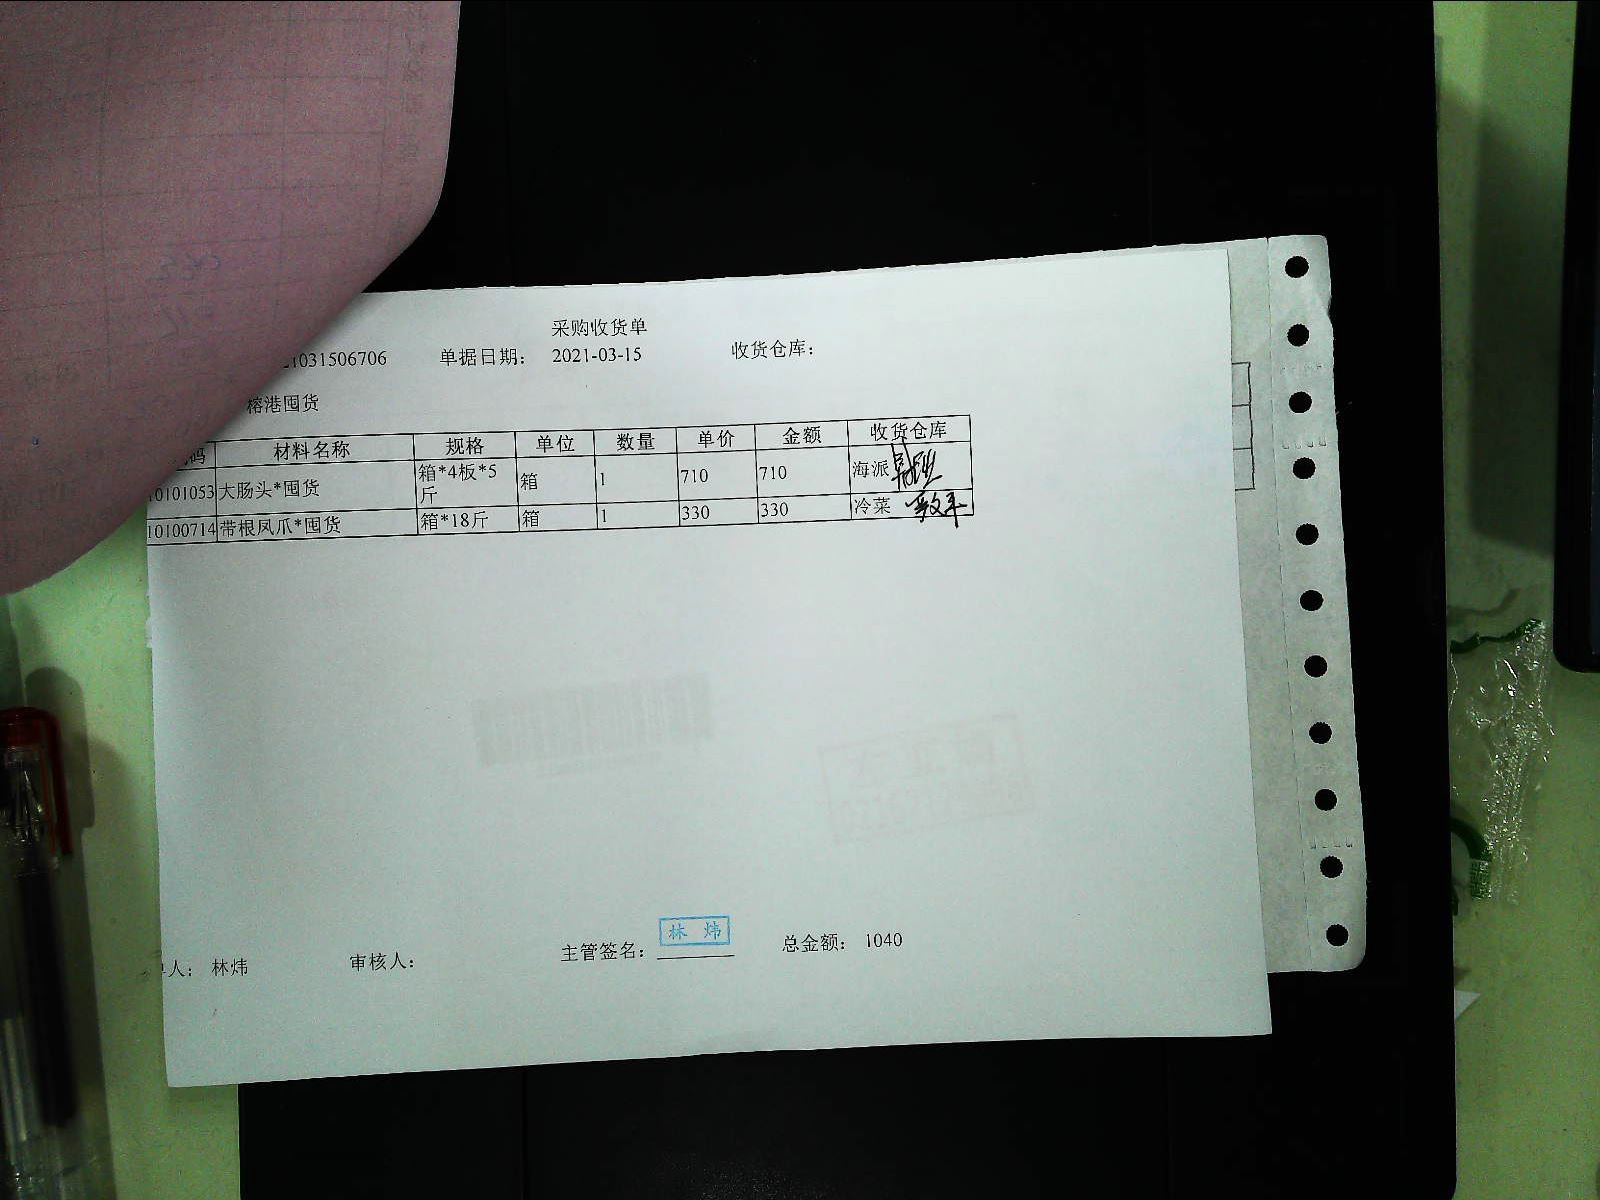 采购收货单
21031506706 单据日期： 2021-03-15 收货仓库：
榕港囤货
码 材料名称 规格 单位 数量 单价 金额 收货仓库
10101053 大肠头*囤货 箱*4板*5斤 箱 1 710 710 海派
10100714 带根凤爪*囤货 箱*18斤 箱 1 330 330 冷菜
人： 林炜 审核人： 主管签名： 林 炜 总金额： 1040